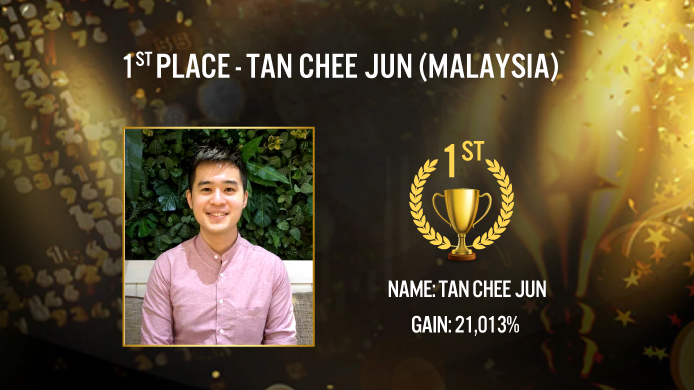 1ST PLACE - TAN CHEE JUN (MALAYSIA)
1ST
NAME: TAN CHEE JUN
GAIN: 21,013%